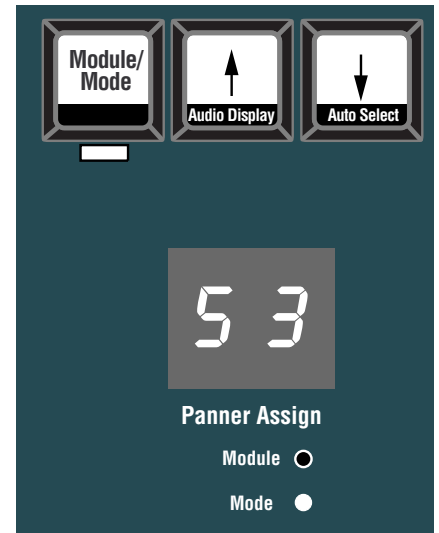 Module/
Mode
Audio Display
Auto Select
5 3
Panner Assign
Module
Mode